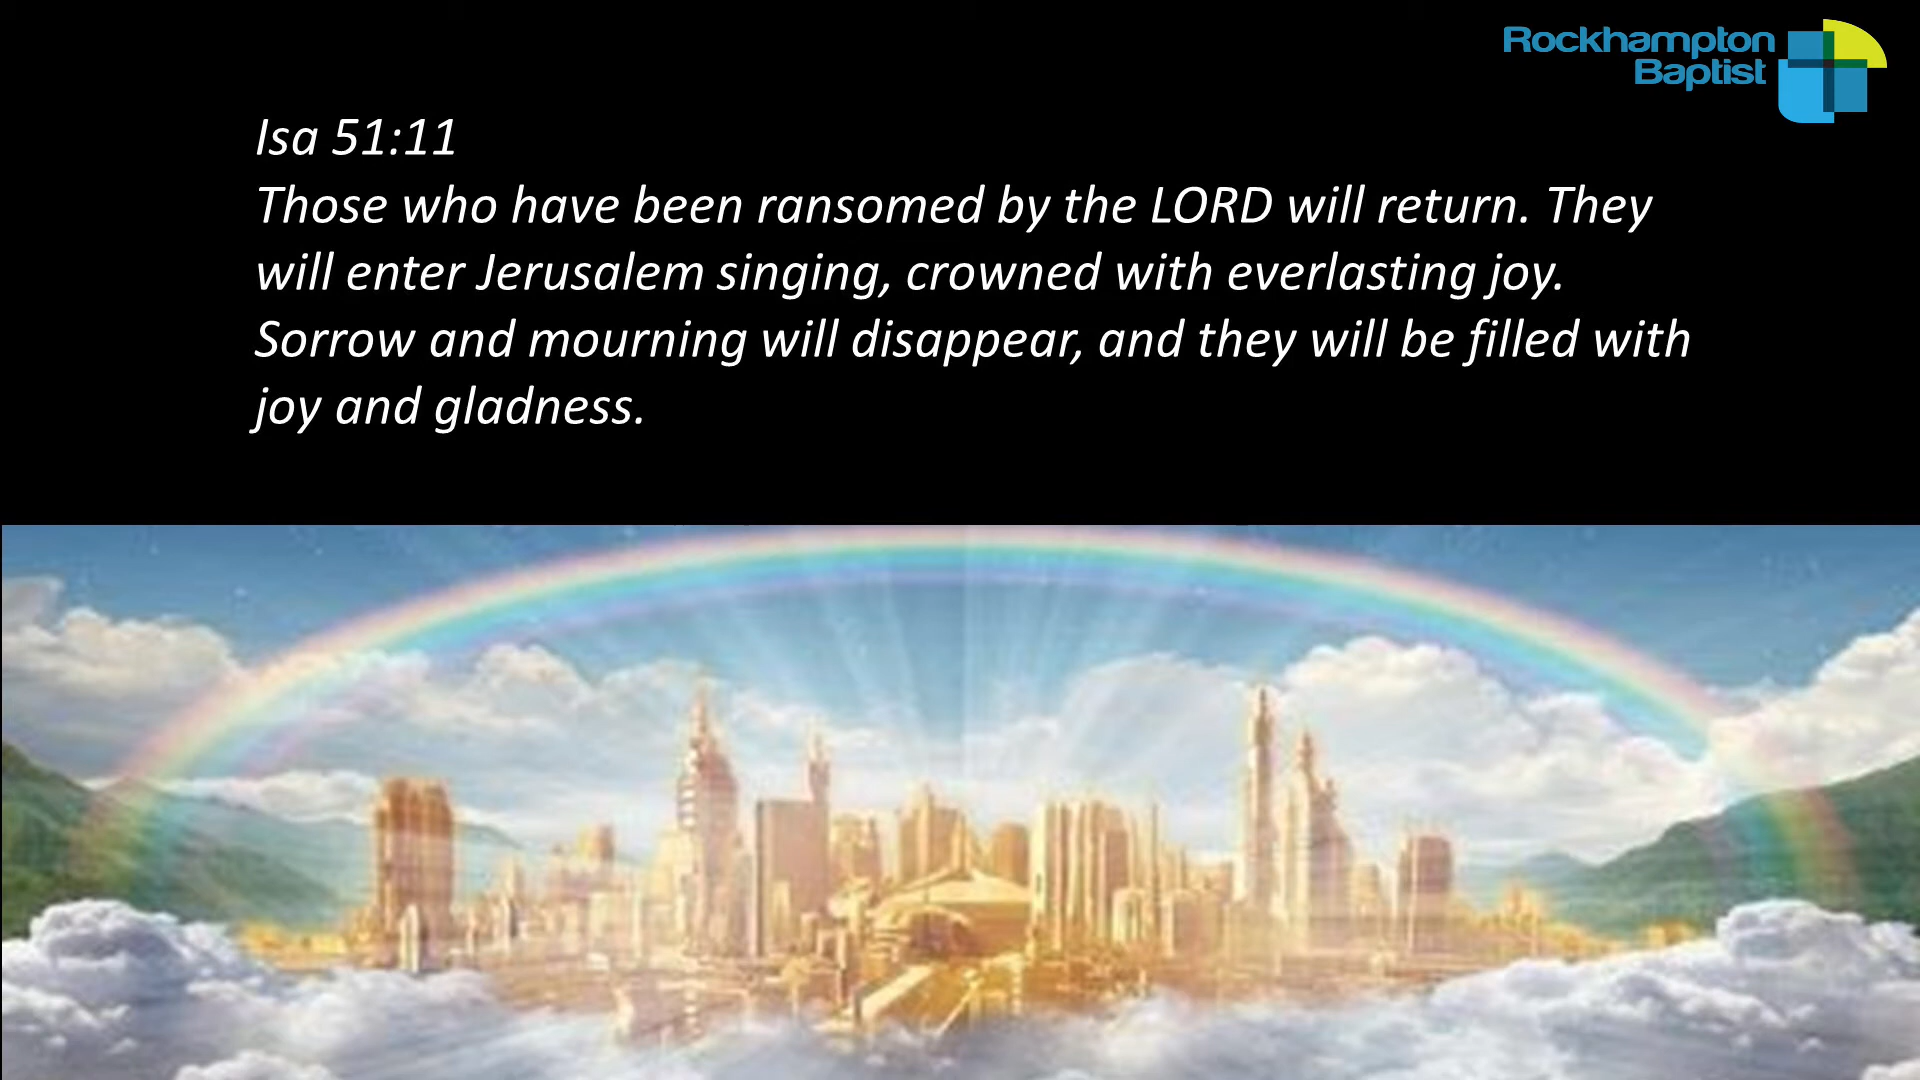 Rockhampton
Baptist
Isa 51:11
Those who have been ransomed by the LORD will return. They
will enter Jerusalem singing, crowned with everlasting joy.
Sorrow and mourning will disappear, and they will be filled with
joy and gladness.